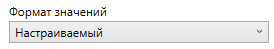 Формат значений
Настраиваемый